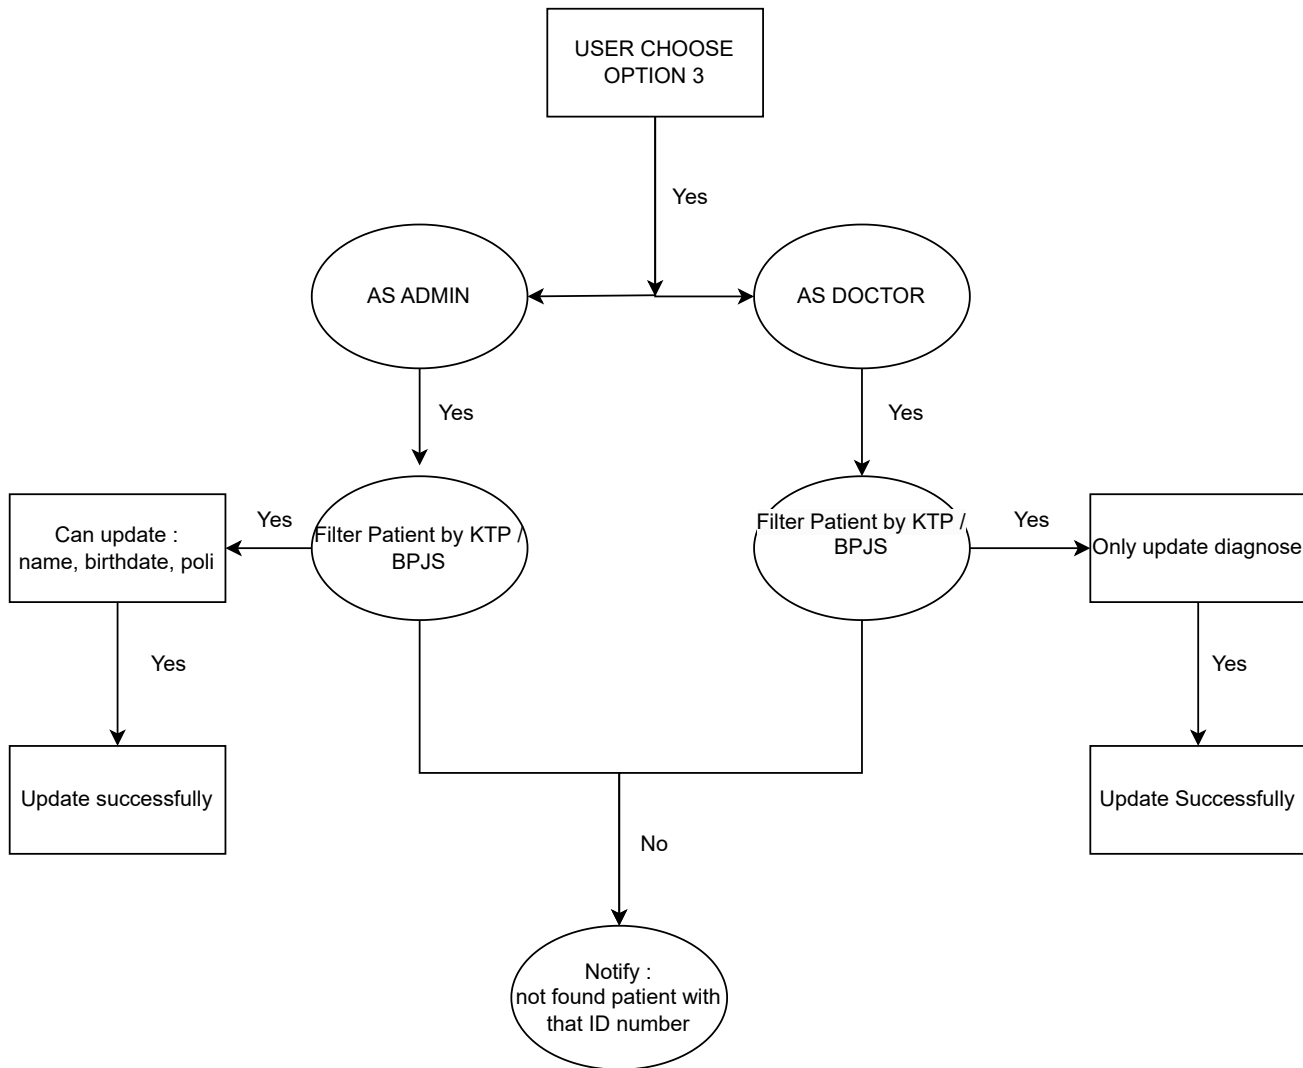 USER CHOOSE
OPTION 3
Yes
AS ADMIN
AS DOCTOR
Yes
Yes
Can update :
name, birthdate, poli
Yes
Filter Patient by KTP /
BPJS
Filter Patient by KTP /
BPJS
Yes
Only update diagnose
Yes
Yes
Update successfully
Update Successfully
No
Notify :
not found patient with
that ID number